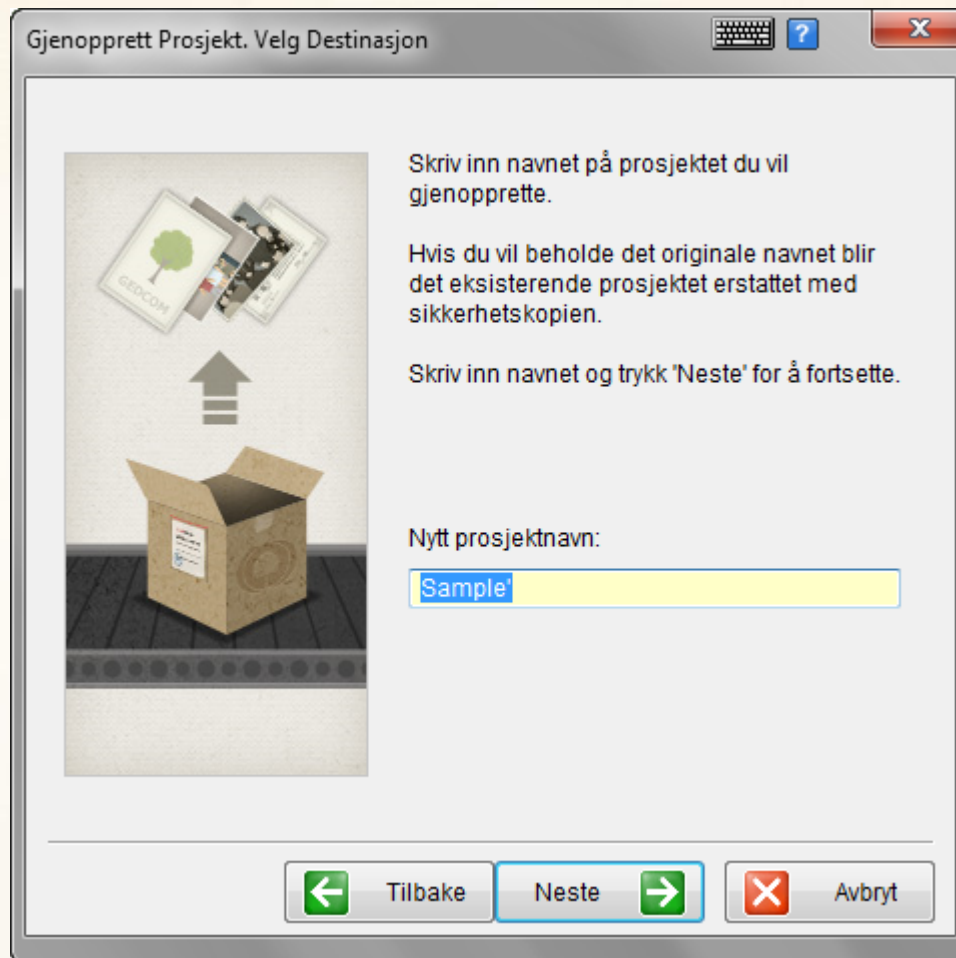 Gjenopprett Prosjekt. Velg Destinasjon
?
X
GEDCOM
Skriv inn navnet på prosjektet du vil
gjenopprette.
Hvis du vil beholde det originale navnet blir
det eksisterende prosjektet erstattet med
sikkerhetskopien.
Skriv inn navnet og trykk 'Neste' for å fortsette.
Nytt prosjektnavn:
Sample'
Tilbake
Neste
Avbryt